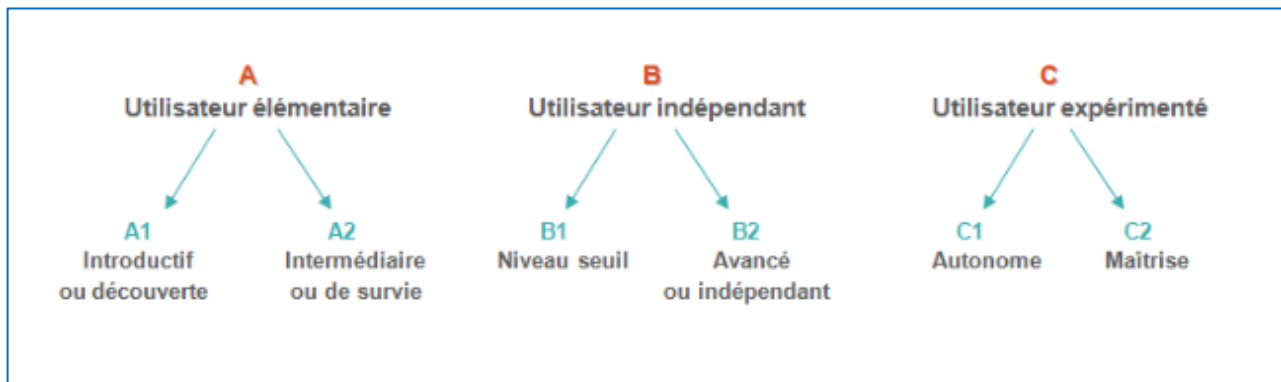 A
Utilisateur élémentaire
B
Utilisateur indépendant
C
Utilisateur expérimenté
A1
Introductif
ou découverte
A2
Intermédiaire
ou de survie
B1
Niveau seuil
B2
Avancé
ou indépendant
C1
Autonome
C2
Maîtrise